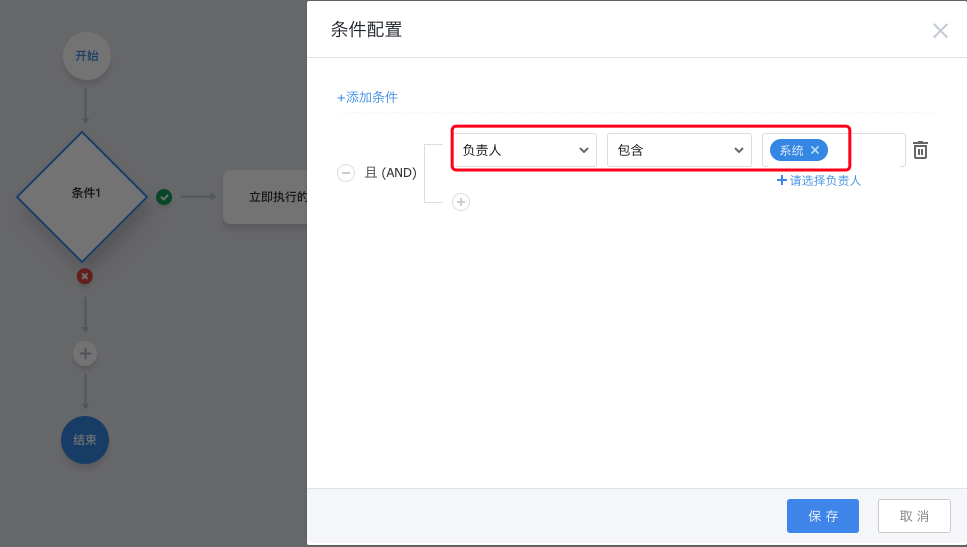 条件配置
开始
+添加条件
负责人
包含
系统
且 (AND)
+请选择负责人
条件1
立即执行的
结束
保 存
取 消